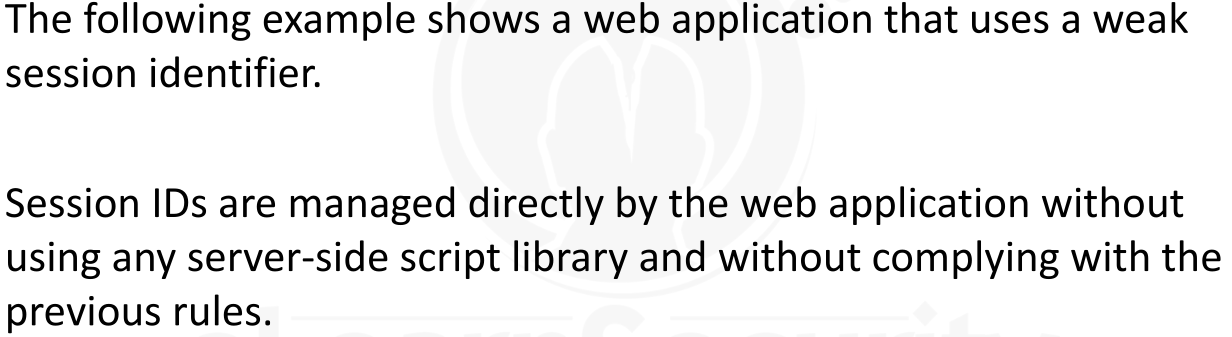 The following example shows a web application that uses a weak
session identifier.
Session IDs are managed directly by the web application without
using any server-side script library and without complying with the
previous rules.